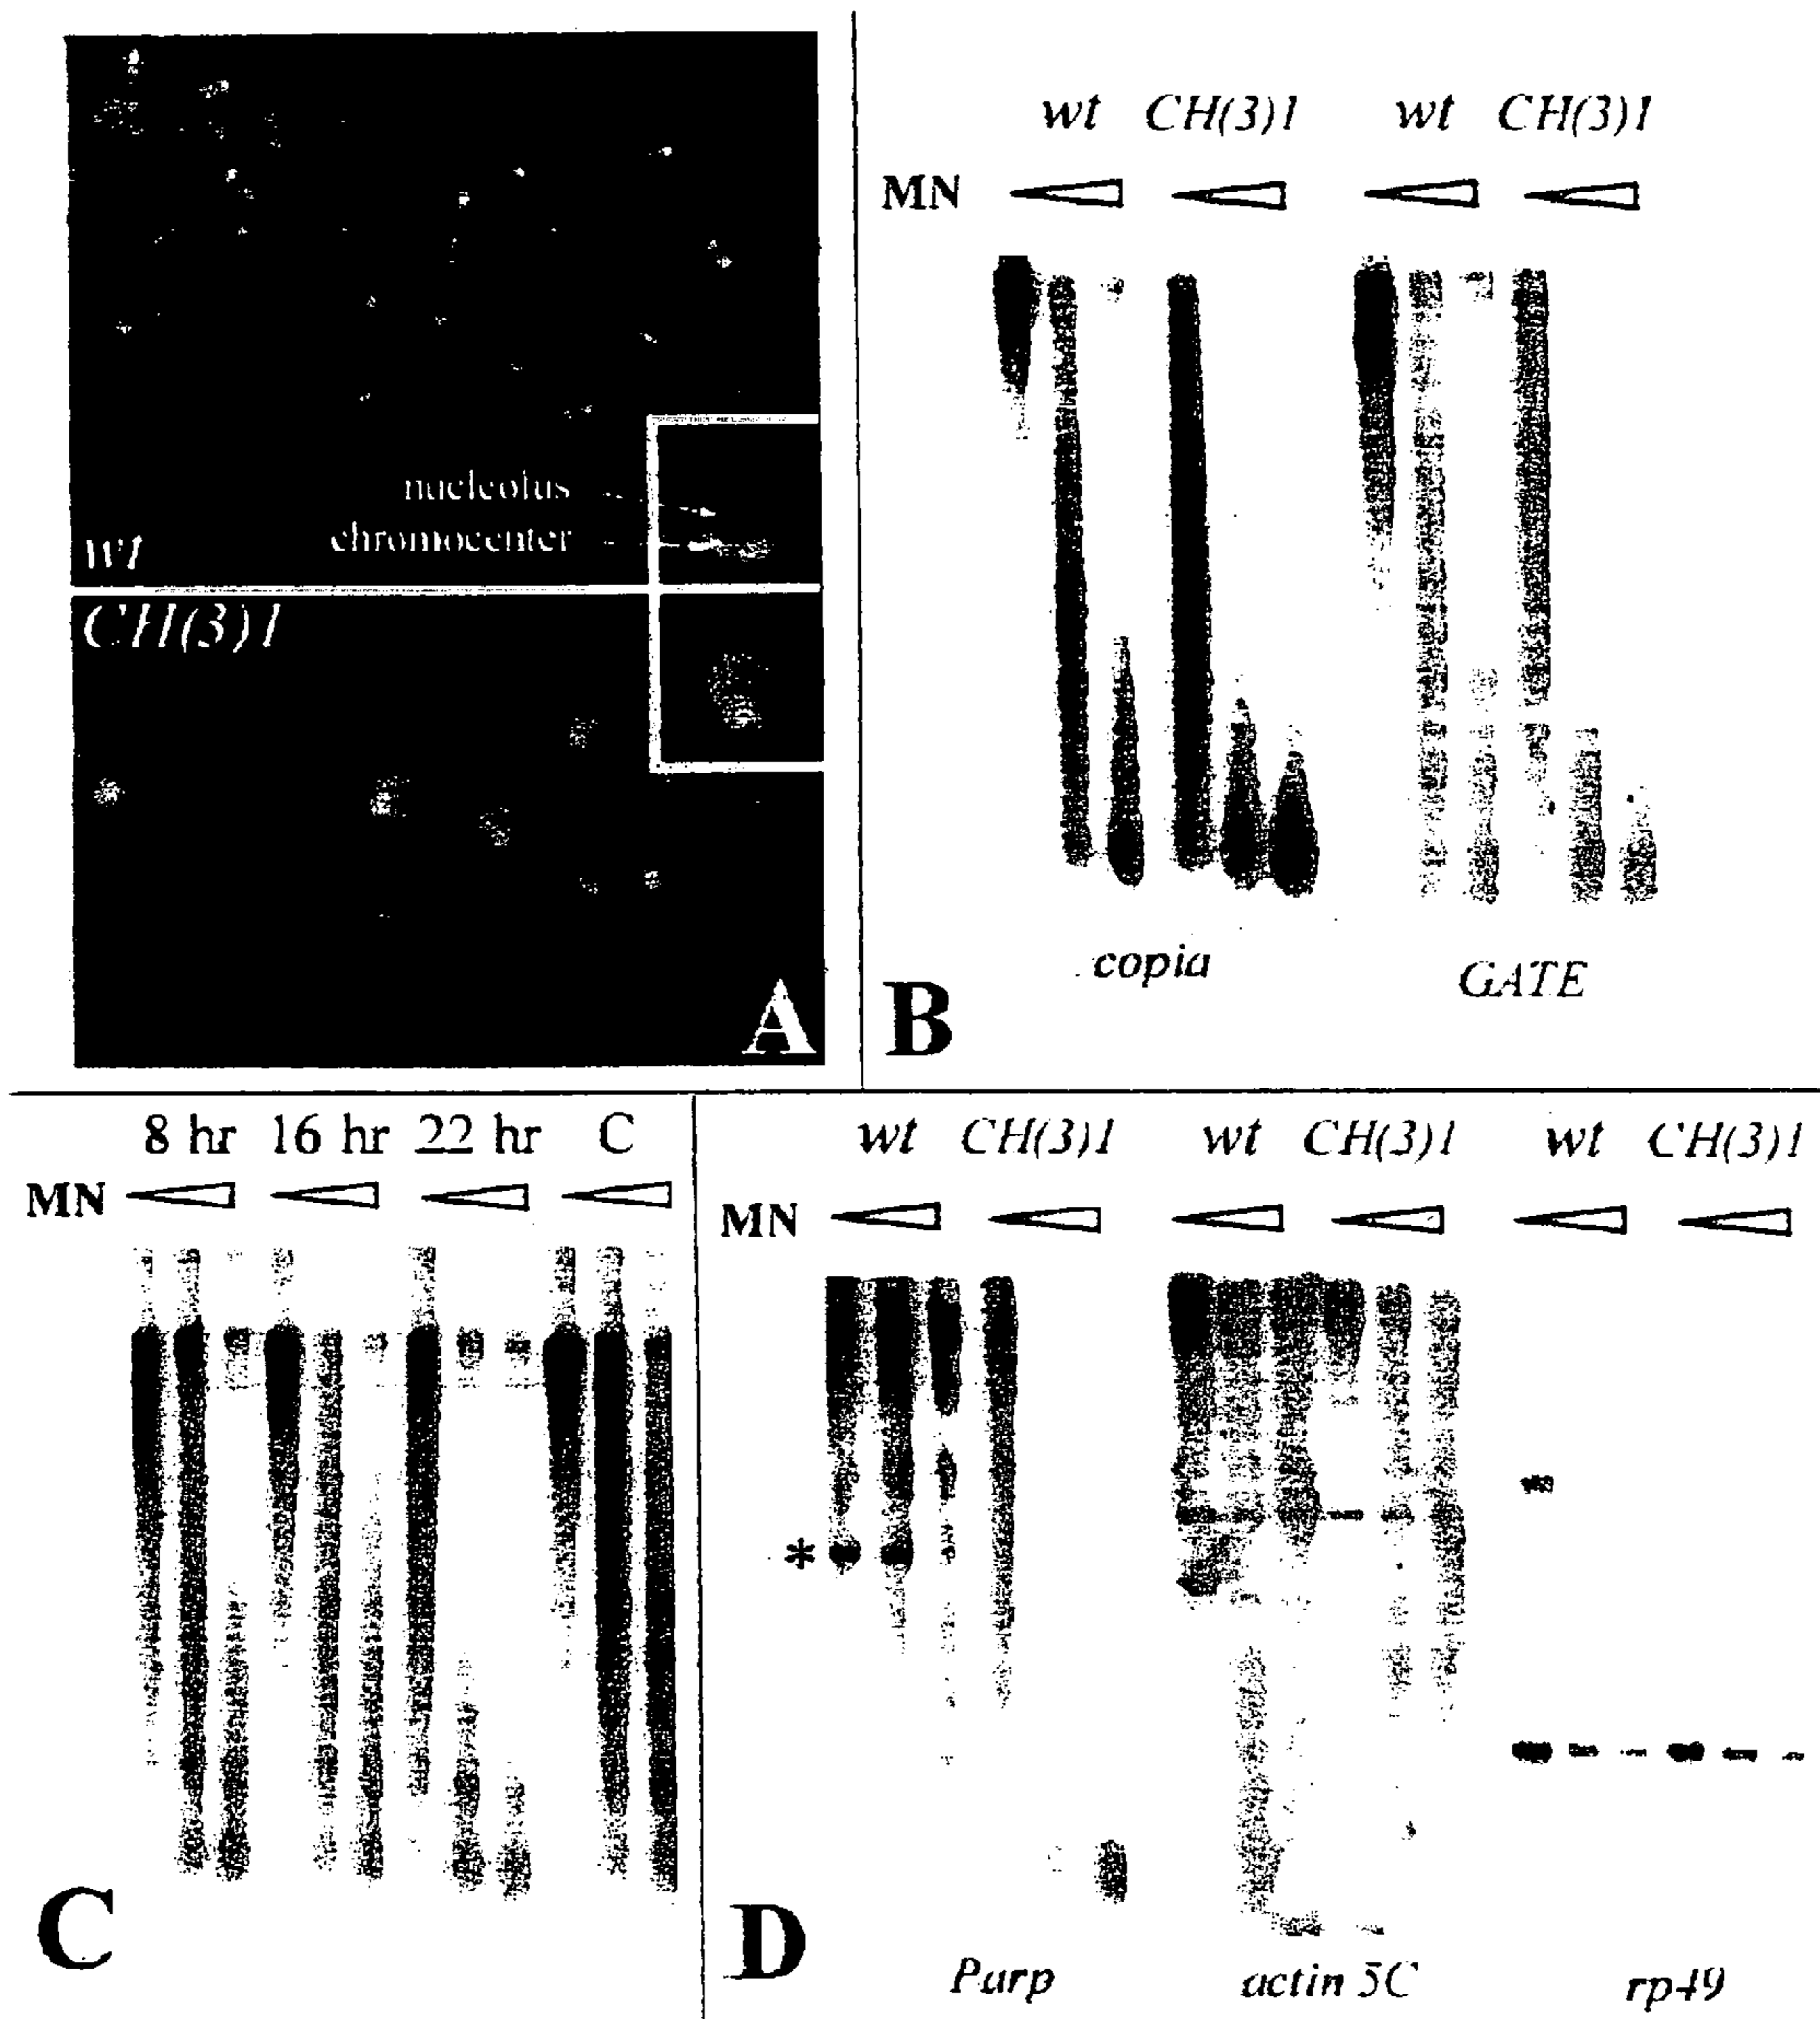 nucleolus
chromocenter
wt
CH(3)1
A
wt CH(3)1 wt CH(3)1
MN
copia GATE
B
8 hr 16 hr 22 hr C
MN
C
wt CH(3)1 wt CH(3)1 wt CH(3)1
MN
*
D
Parp actin 5C rp49